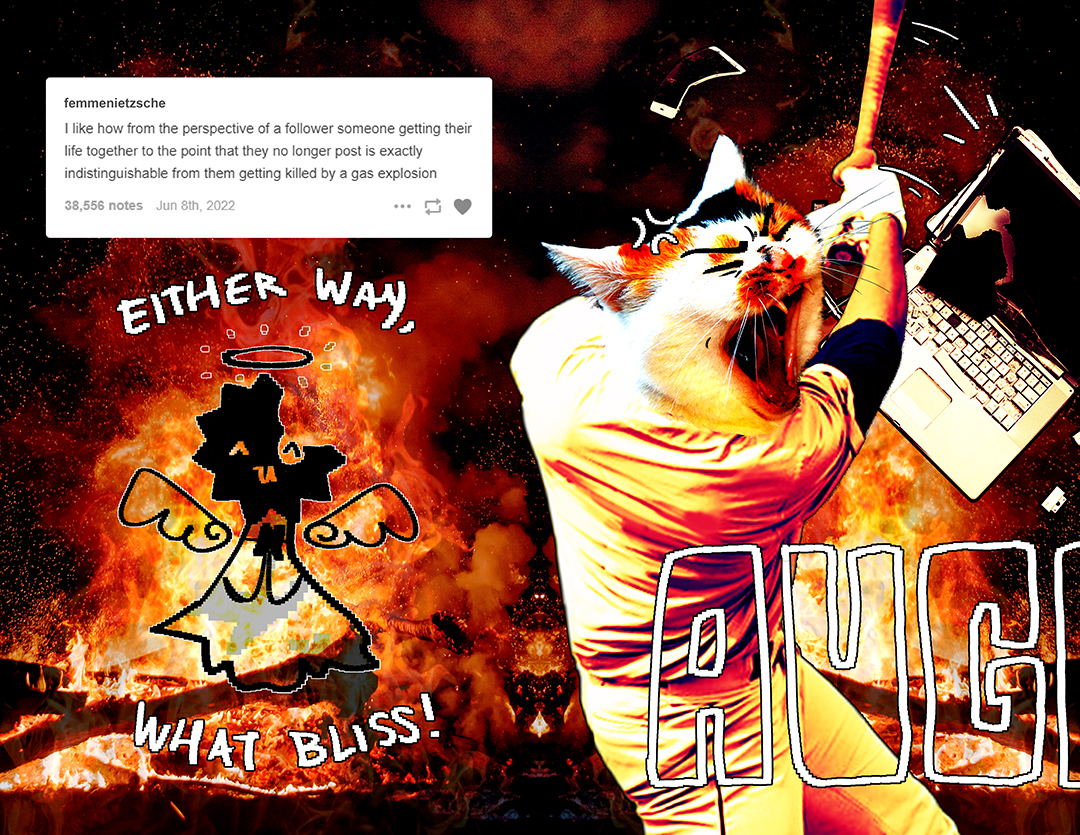 femmenietzsche
I like how from the perspective of a follower someone getting their
life together to the point that they no longer post is exactly
indistinguishable from them getting killed by a gas explosion
38,556 notes Jun 8th, 2022
EITHER WAY,
WHAT BLISS!
AUG